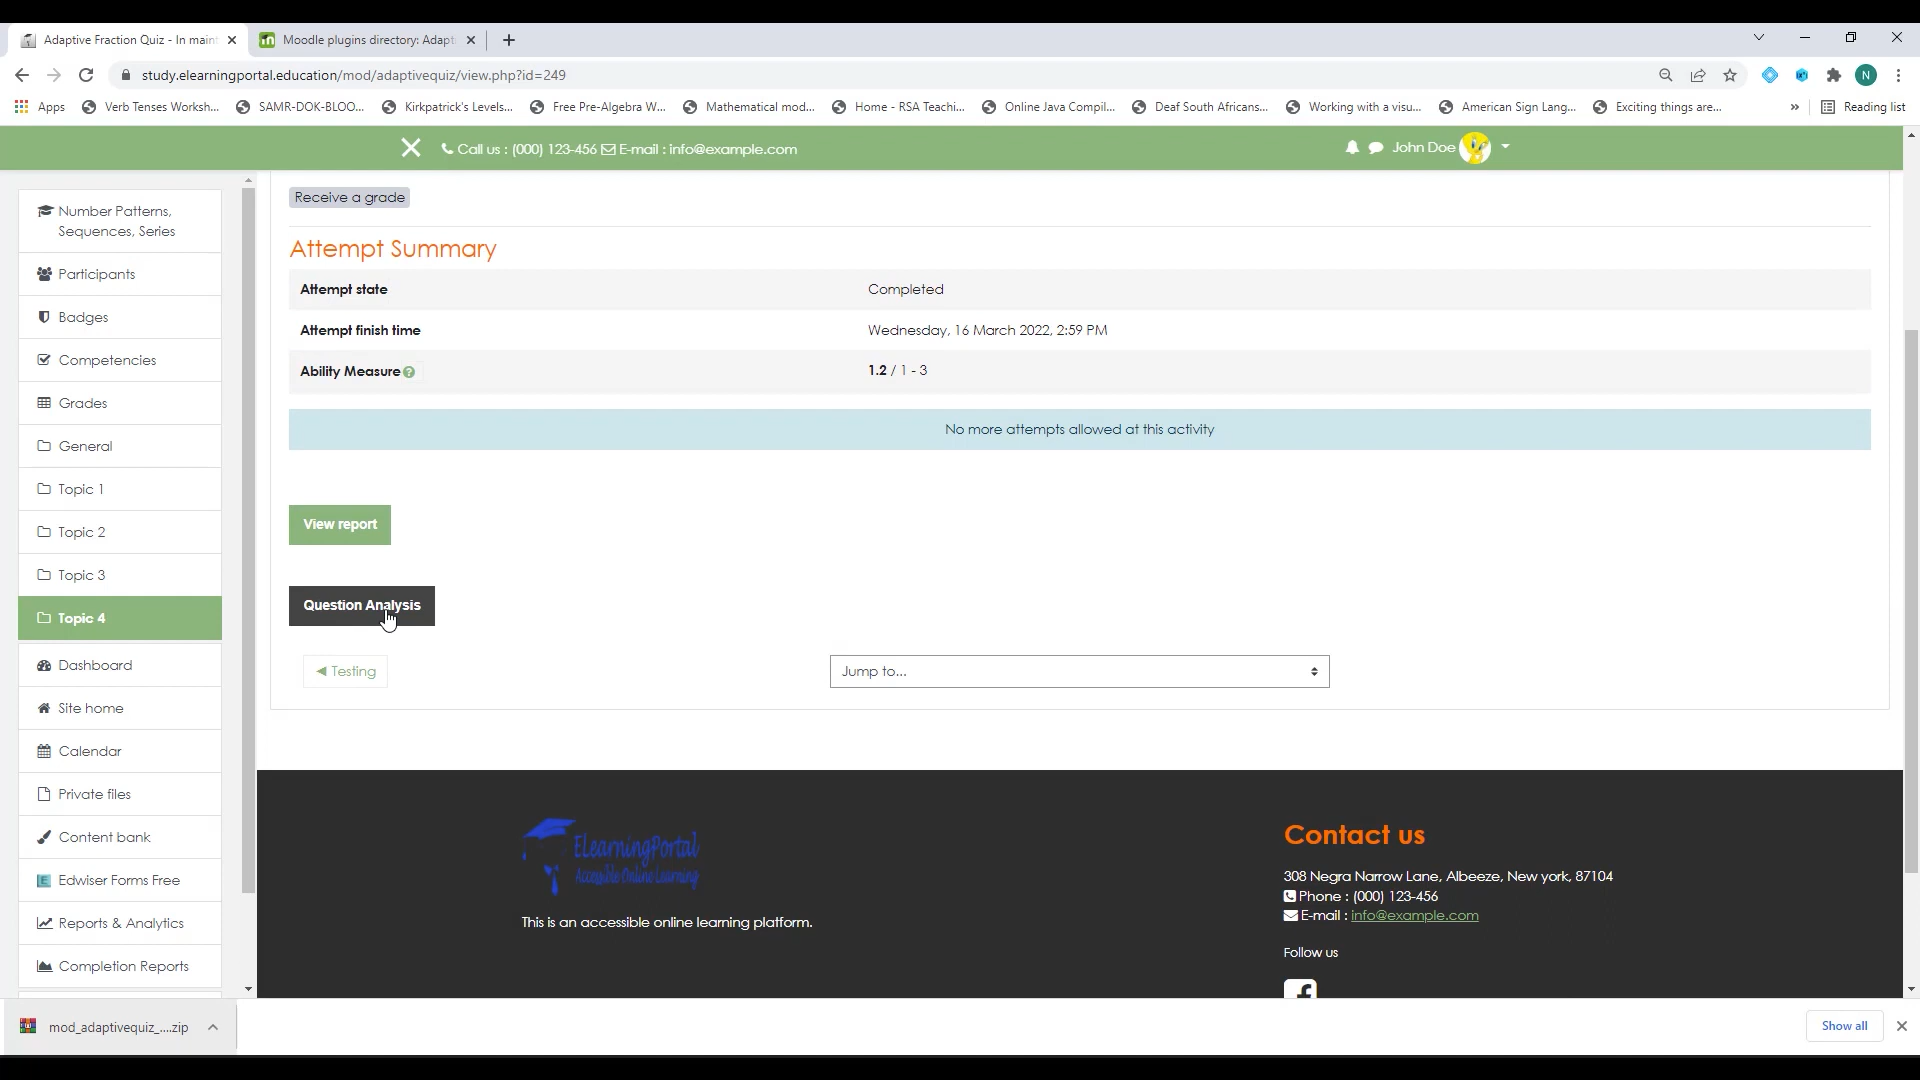 Adaptive Fraction Quiz - In maint
Moodle plugins directory: Adapt
study.elearningportal.education/mod/adaptivequiz/view.php?id=249
N
Apps
Verb Tenses Worksh...
SAMR-DOK-BLOO...
Kirkpatrick's Levels...
Free Pre-Algebra W...
Mathematical mod...
Home - RSA Teachi...
Online Java Compil...
Deaf South Africans...
Working with a visu...
American Sign Lang...
Exciting things are...
»
Reading list
Call us : (000) 123-456 E-mail : info@example.com
John Doe
Number Patterns,
Sequences, Series
Participants
Badges
Competencies
Grades
General
Topic 1
Topic 2
Topic 3
Topic 4
Dashboard
Site home
Calendar
Private files
Content bank
Edwiser Forms Free
Reports & Analytics
Completion Reports
Receive a grade
Attempt Summary
Attempt state Completed
Attempt finish time Wednesday, 16 March 2022, 2:59 PM
Ability Measure 1.2 / 1 - 3
No more attempts allowed at this activity
View report
Question Analysis
◄ Testing
Jump to...
ELearningPortal
Accessible Online Learning
This is an accessible online learning platform.
Contact us
308 Negra Narrow Lane, Albeeze, New york, 87104
Phone : (000) 123-456
E-mail : info@example.com
Follow us
mod_adaptivequiz_....zip
Show all